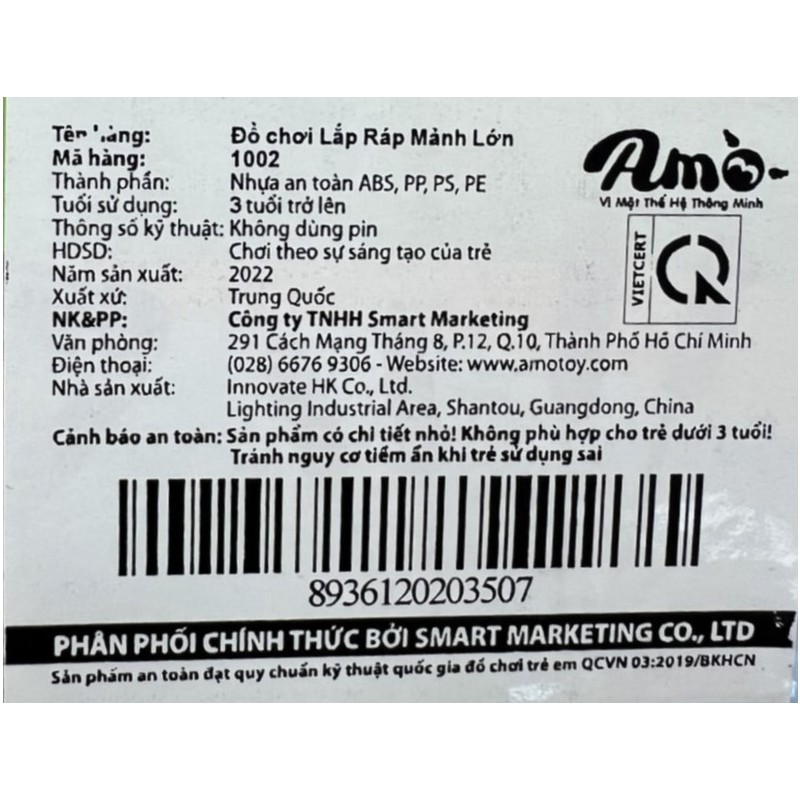 Tên hàng: Đồ chơi Lắp Ráp Mảnh Lớn
Mã hàng: 1002
Thành phần: Nhựa an toàn ABS, PP, PS, PE
Tuổi sử dụng: 3 tuổi trở lên
Thông số kỹ thuật: Không dùng pin
HDSD: Chơi theo sự sáng tạo của trẻ
Năm sản xuất: 2022
Xuất xứ: Trung Quốc
NK&PP: Công ty TNHH Smart Marketing
Văn phòng: 291 Cách Mạng Tháng 8, P.12, Q.10, Thành Phố Hồ Chí Minh
Điện thoại: (028) 6676 9306 - Website: www.amotoy.com
Nhà sản xuất: Innovate HK Co., Ltd.
Lighting Industrial Area, Shantou, Guangdong, China
Cảnh báo an toàn: Sản phẩm có chi tiết nhỏ! Không phù hợp cho trẻ dưới 3 tuổi!
Tránh nguy cơ tiềm ẩn khi trẻ sử dụng sai
Amò
Vì Một Thế Hệ Thông Minh
VIETCERT
CR
8936120203507
PHÂN PHỐI CHÍNH THỨC BỞI SMART MARKETING CO., LTD
Sản phẩm an toàn đạt quy chuẩn kỹ thuật quốc gia đồ chơi trẻ em QCVN 03:2019/BKHCN